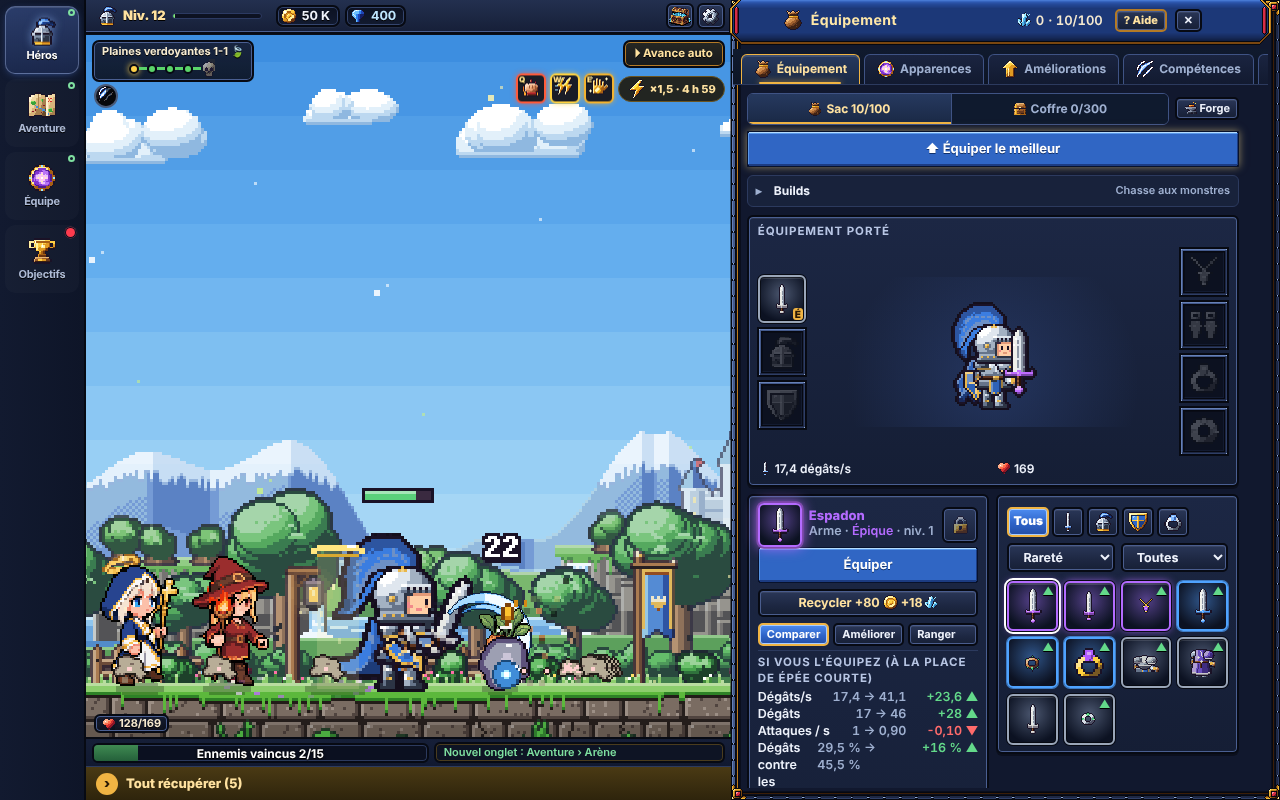 Niv. 12
50 K
400
Héros
Aventure
Équipe
Objectifs
Plaines verdoyantes 1-1
Avance auto
×1,5 · 4 h 59
22
128/169
Ennemis vaincus 2/15
Nouvel onglet : Aventure › Arène
Tout récupérer (5)
Équipement
0 · 10/100
? Aide
×
Équipement
Apparences
Améliorations
Compétences
Sac 10/100
Coffre 0/300
Forge
Équiper le meilleur
Builds
Chasse aux monstres
ÉQUIPEMENT PORTÉ
E
17,4 dégâts/s
169
Espadon
Arme · Épique · niv. 1
Équiper
Recycler +80 +18
Comparer
Améliorer
Ranger
SI VOUS L'ÉQUIPEZ (À LA PLACE
DE ÉPÉE COURTE)
Dégâts/s 17,4 → 41,1 +23,6 ▲
Dégâts 17 → 46 +28 ▲
Attaques / s 1 → 0,90 -0,10 ▼
Dégâts 29,5 % → +16 % ▲
contre 45,5 %
les
Tous
Rareté
Toutes